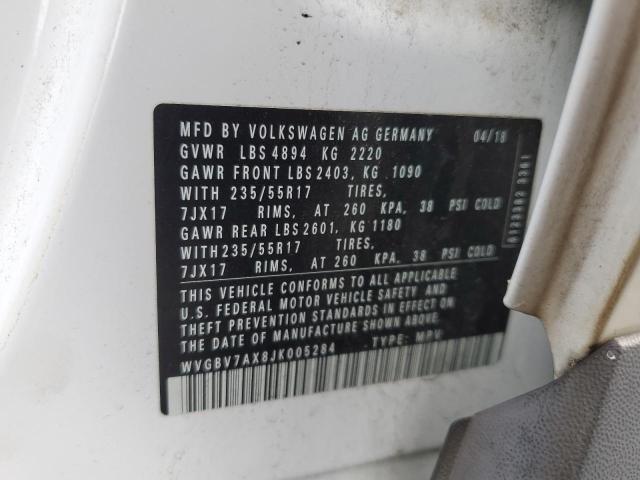 MFD BY VOLKSWAGEN AG GERMANY 04/18
GVWR LBS 4894 KG 2220
GAWR FRONT LBS 2403, KG 1090
WITH 235/55R17 TIRES,
7JX17 RIMS, AT 260 KPA, 38 PSI COLD
GAWR REAR LBS 2601, KG 1180
WITH 235/55R17 TIRES,
7JX17 RIMS, AT 260 KPA, 38 PSI COLD
THIS VEHICLE CONFORMS TO ALL APPLICABLE
U.S. FEDERAL MOTOR VEHICLE SAFETY AND
THEFT PREVENTION STANDARDS IN EFFECT ON
THE DATE OF MANUFACTURE SHOWN ABOVE.
WVGBV7AX8JK005284 TYPE: MPV